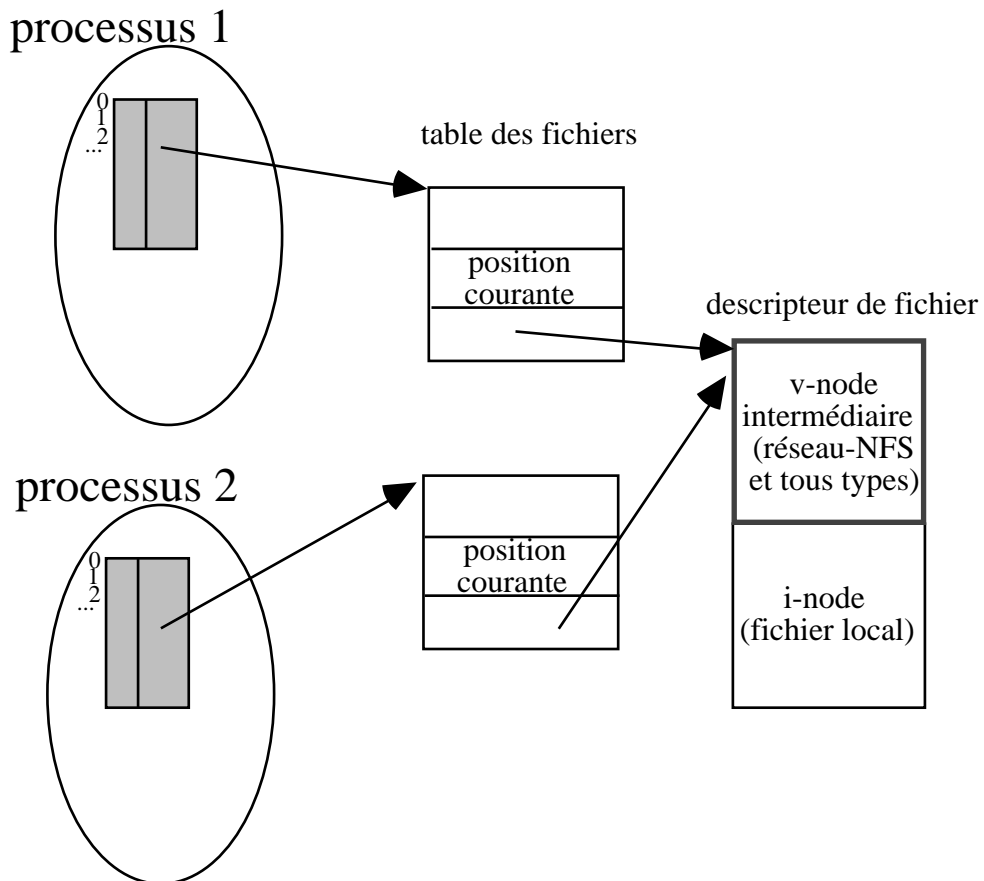 processus 1
0
1
2
...
table des fichiers
position
courante
descripteur de fichier
v-node
intermédiaire
(réseau-NFS
et tous types)
processus 2
0
1
2
...
position
courante
i-node
(fichier local)